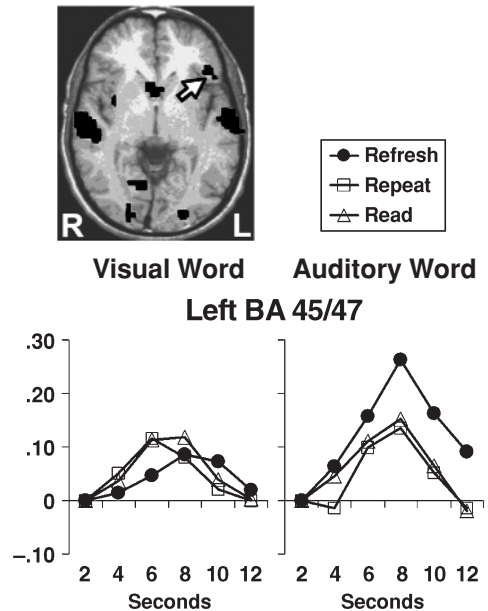 R L
Refresh
Repeat
Read
Visual Word Auditory Word
Left BA 45/47
.30
.20
.10
0
–.10
2 4 6 8 10 12 2 4 6 8 10 12
Seconds Seconds